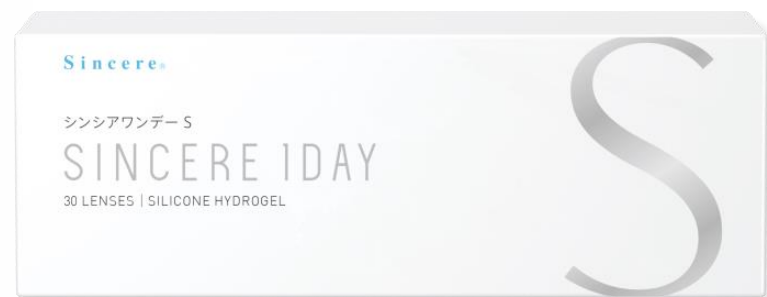 Sincere®
シンシアワンデー S
SINCERE 1DAY
30 LENSES | SILICONE HYDROGEL
S